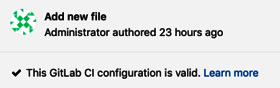 Add new file
Administrator authored 23 hours ago
This GitLab CI configuration is valid. Learn more